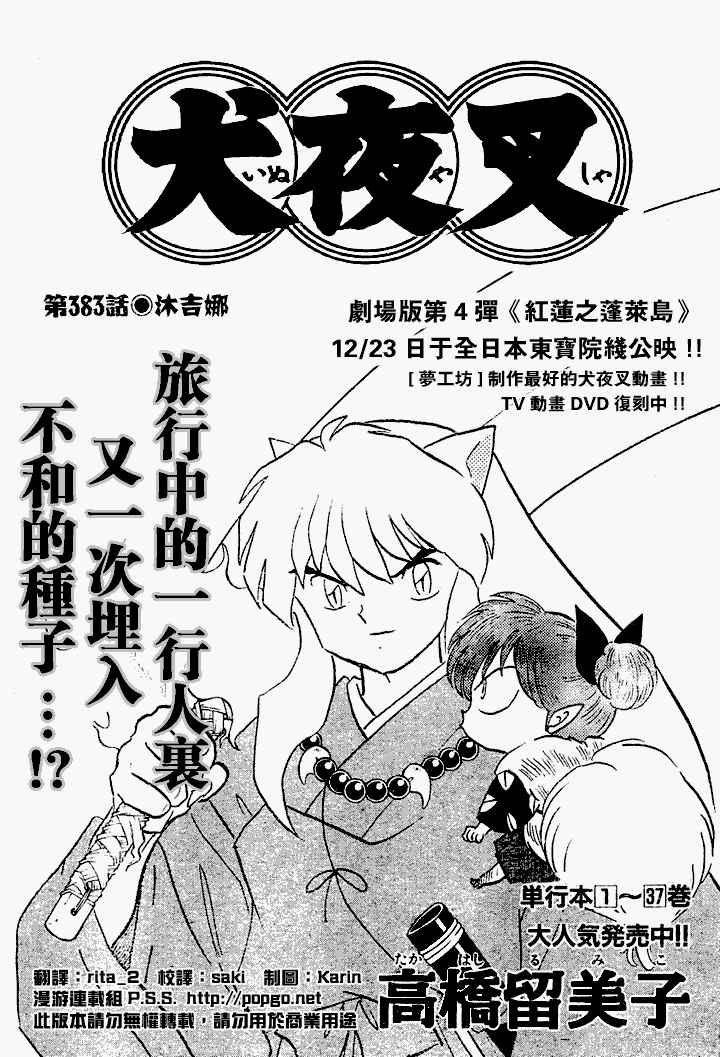 犬夜叉
いぬ や しゃ
第383話◉沐吉娜
劇場版第4彈《紅蓮之蓬萊島》
12/23日于全日本東寶院綫公映!!
[夢工坊]制作最好的犬夜叉動畫!!
TV動畫DVD復刻中!!
旅行中的一行人裏
又一次埋入
不和的種子…!?
単行本1～37巻
大人気発売中!!
たか はし る み こ
高橋留美子
翻譯：rita_2 校譯：saki 制圖：Karin
漫游連載組 P.S.S. http://popgo.net
此版本請勿無權轉載，請勿用於商業用途